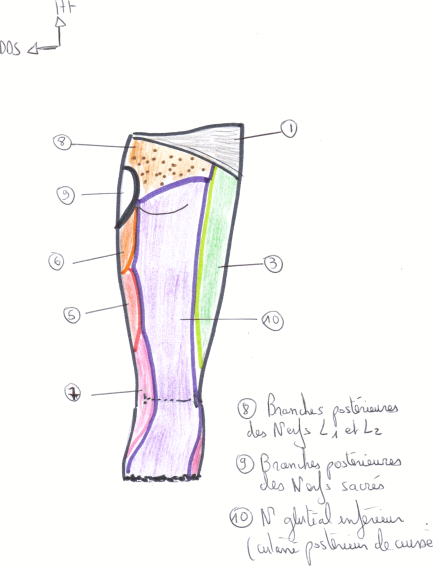 Ht
DOS
8
1
9
6
3
5
10
7
8 Branches postérieures
des Nerfs L1 et L2
9 Branches postérieures
des Nerfs sacrés
10 N' glutéal inférieur
(cutané postérieur de cuisse